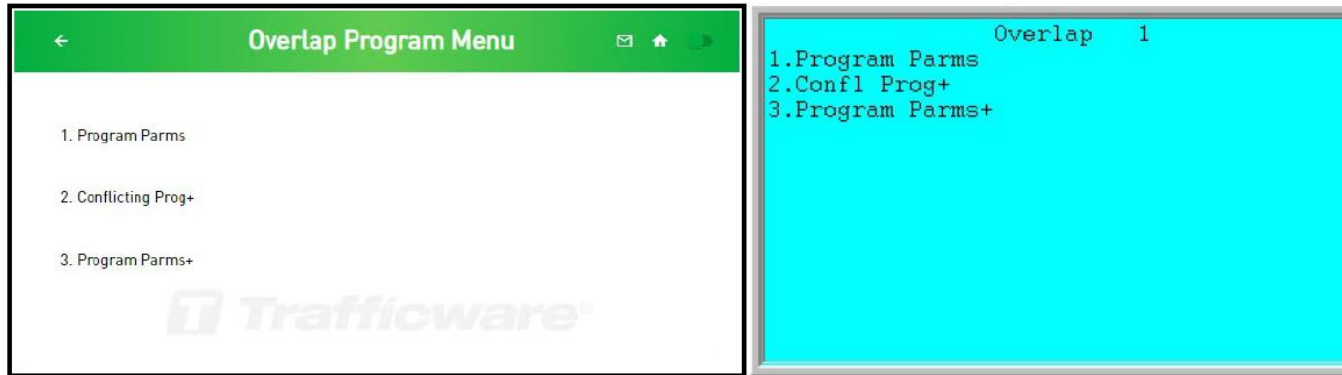 Overlap Program Menu
1. Program Parms
2. Conflicting Prog+
3. Program Parms+
T Trafficware®
Overlap 1
1.Program Parms
2.Confl Prog+
3.Program Parms+